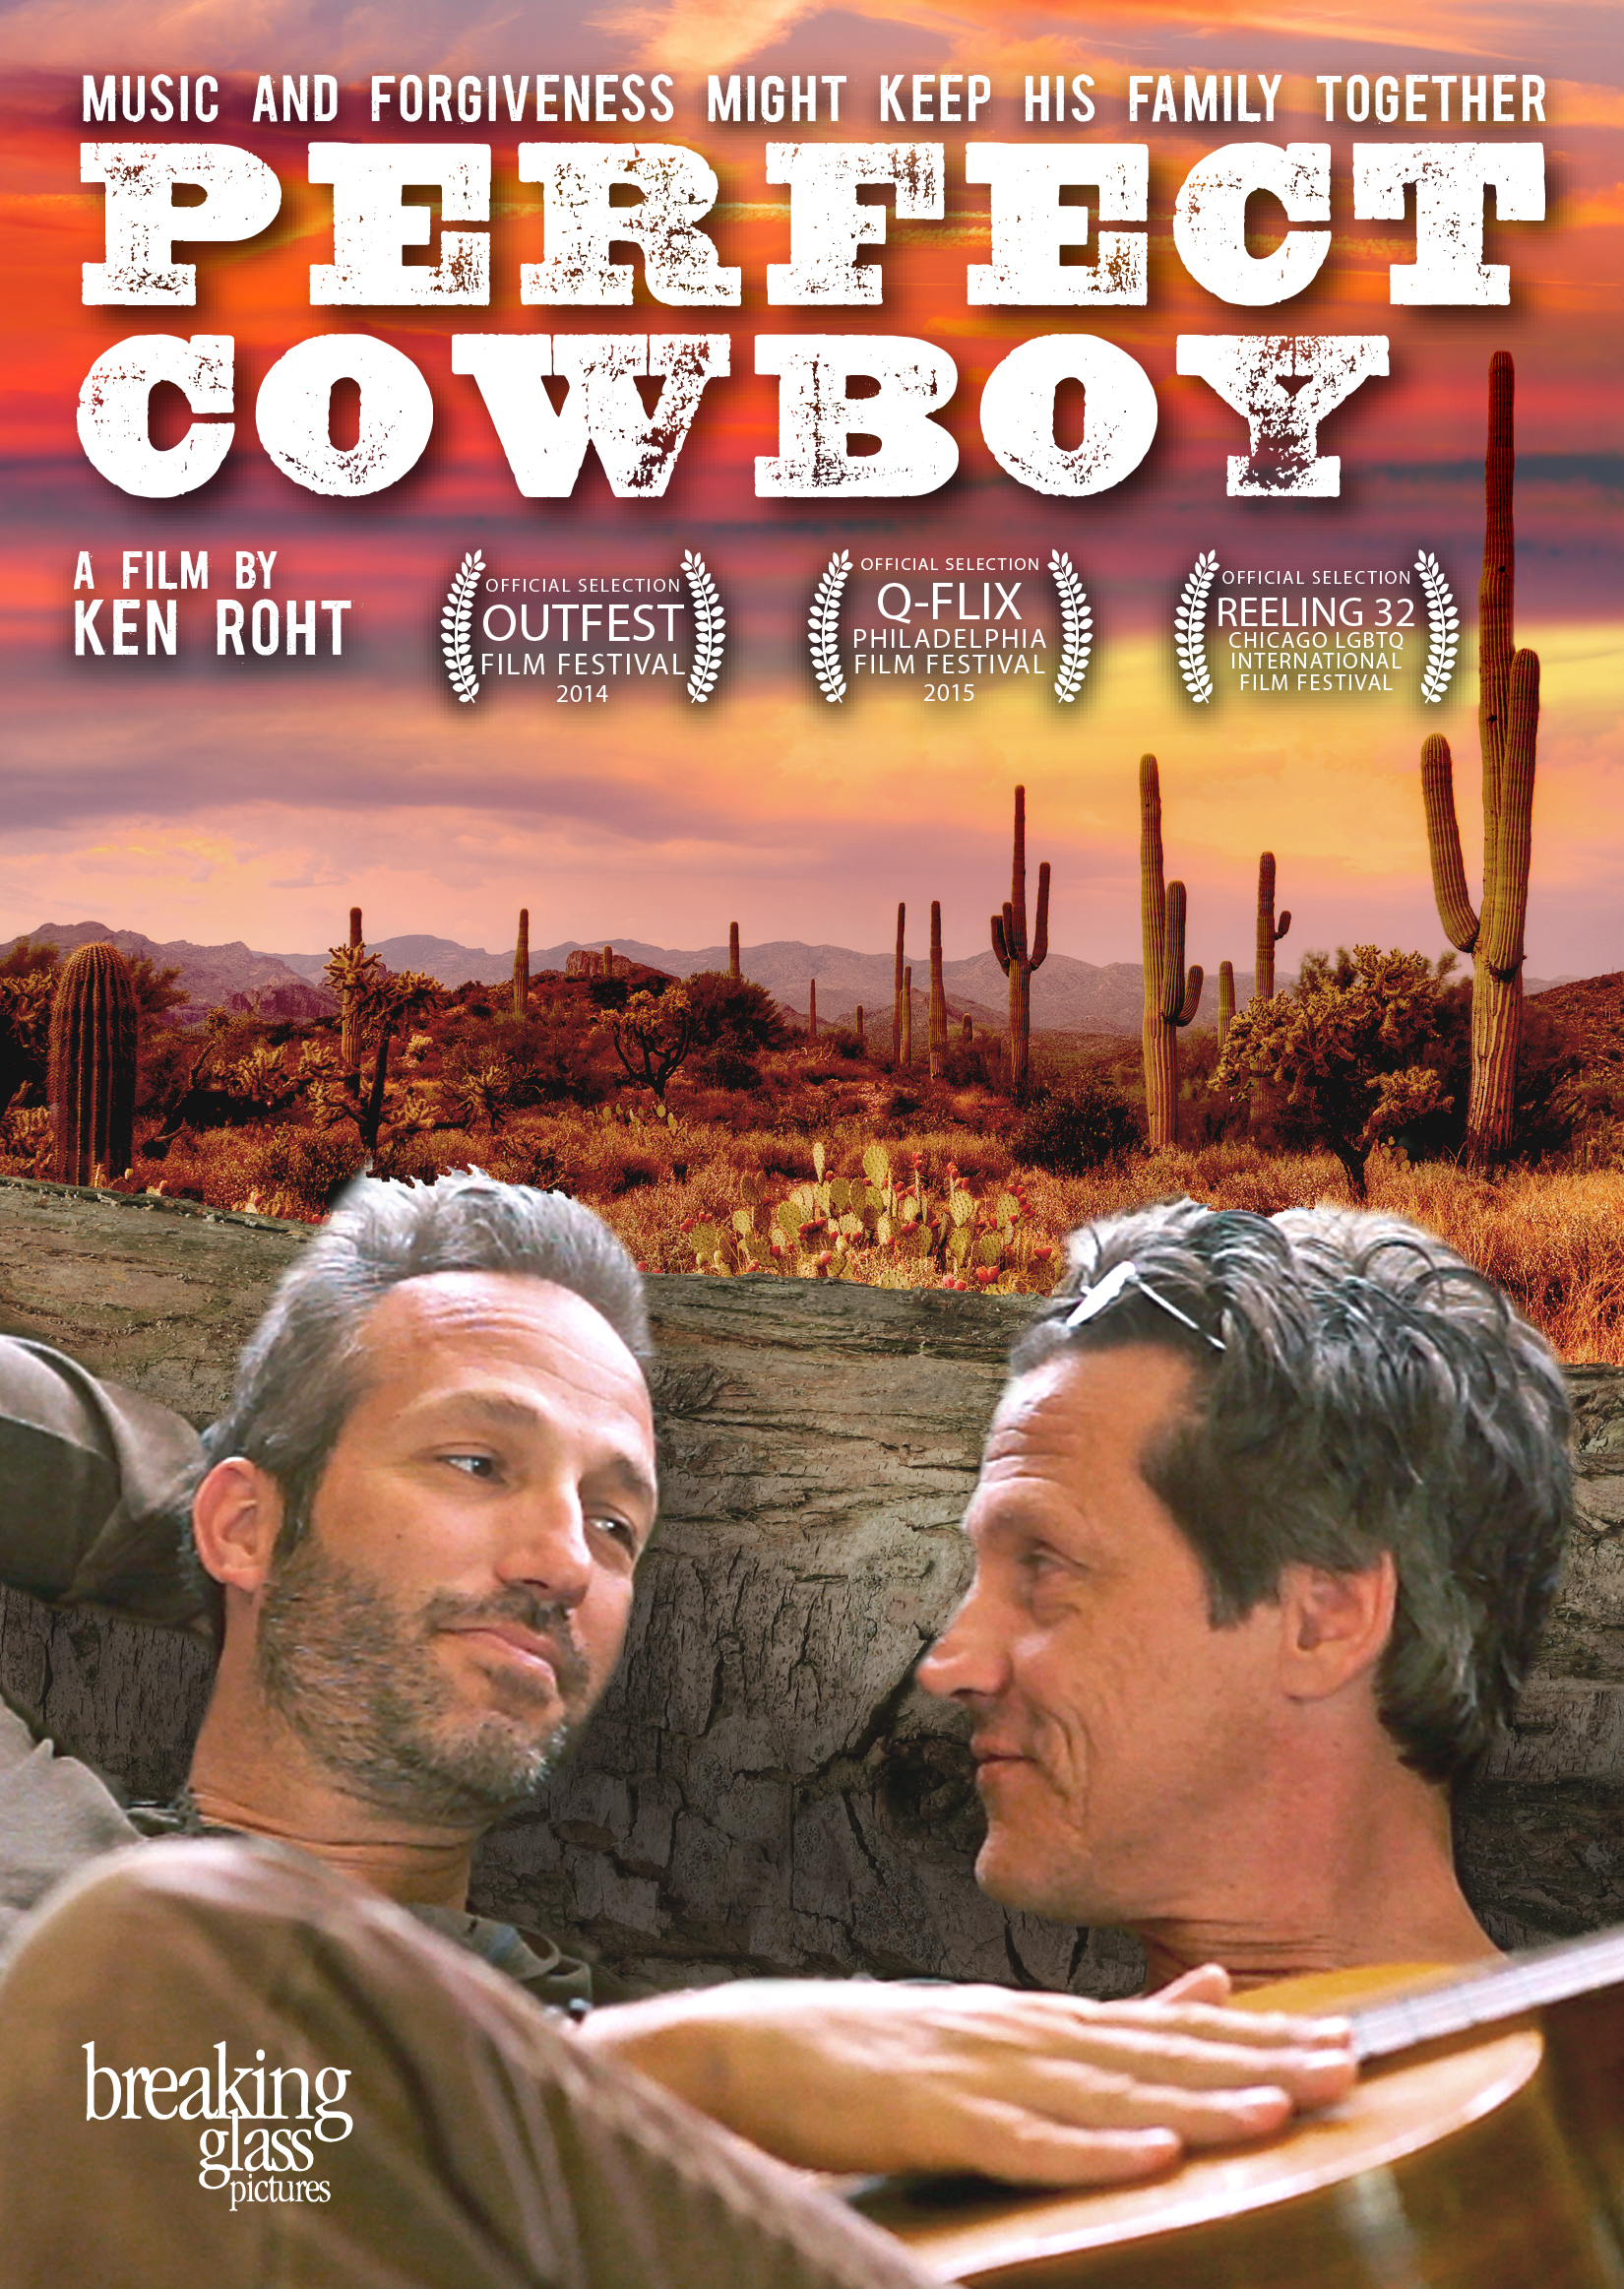 MUSIC AND FORGIVENESS MIGHT KEEP HIS FAMILY TOGETHER
PERFECT
COWBOY
A FILM BY
KEN ROHT
OFFICIAL SELECTION
OUTFEST
FILM FESTIVAL
2014
OFFICIAL SELECTION
Q-FLIX
PHILADELPHIA
FILM FESTIVAL
2015
OFFICIAL SELECTION
REELING 32
CHICAGO LGBTQ
INTERNATIONAL
FILM FESTIVAL
breaking
glass
pictures